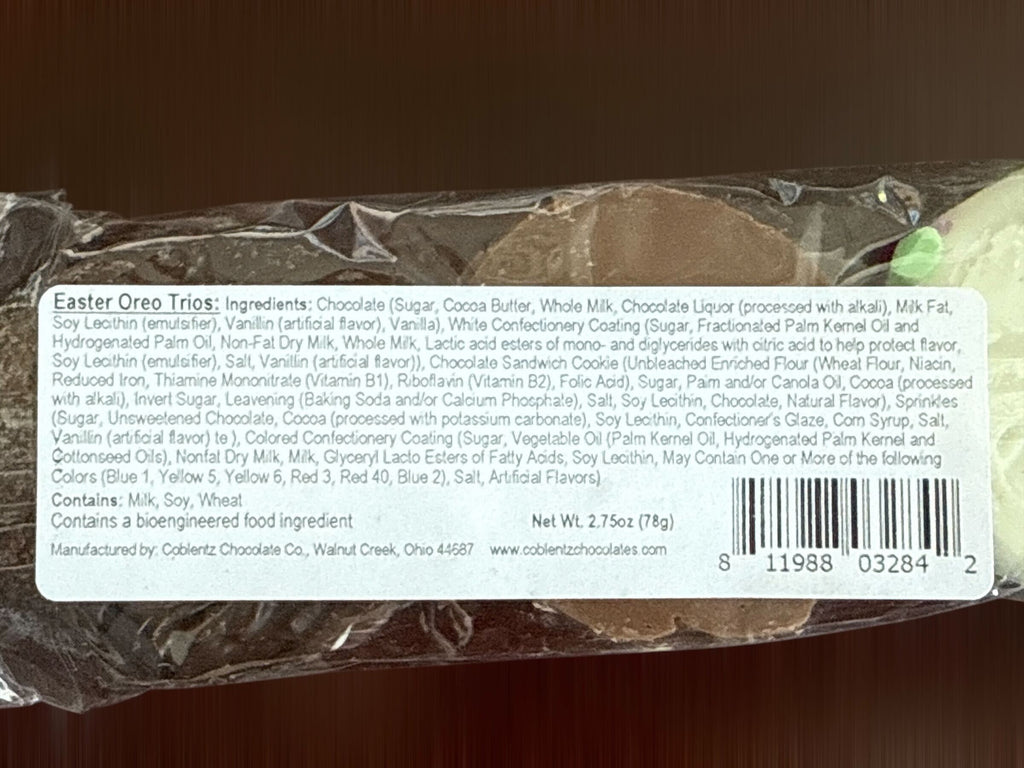 Easter Oreo Trios: Ingredients: Chocolate (Sugar, Cocoa Butter, Whole Milk, Chocolate Liquor (processed with alkali), Milk Fat,
Soy Lecithin (emulsifier), Vanillin (artificial flavor), Vanilla), White Confectionery Coating (Sugar, Fractionated Palm Kernel Oil and
Hydrogenated Palm Oil, Non-Fat Dry Milk, Whole Milk, Lactic acid esters of mono- and diglycerides with citric acid to help protect flavor,
Soy Lecithin (emulsifier), Salt, Vanillin (artificial flavor)), Chocolate Sandwich Cookie (Unbleached Enriched Flour (Wheat Flour, Niacin,
Reduced Iron, Thiamine Mononitrate (Vitamin B1), Riboflavin (Vitamin B2), Folic Acid), Sugar, Palm and/or Canola Oil, Cocoa (processed
with alkali), Invert Sugar, Leavening (Baking Soda and/or Calcium Phosphate), Salt, Soy Lecithin, Chocolate, Natural Flavor), Sprinkles
(Sugar, Unsweetened Chocolate, Cocoa (processed with potassium carbonate), Soy Lecithin, Confectioner's Glaze, Corn Syrup, Salt,
Vanillin (artificial flavor) te ), Colored Confectionery Coating (Sugar, Vegetable Oil (Palm Kernel Oil, Hydrogenated Palm Kernel and
Cottonseed Oils), Nonfat Dry Milk, Milk, Glyceryl Lacto Esters of Fatty Acids, Soy Lecithin, May Contain One or More of the following
Colors (Blue 1, Yellow 5, Yellow 6, Red 3, Red 40, Blue 2), Salt, Artificial Flavors)
Contains: Milk, Soy, Wheat
Contains a bioengineered food ingredient
Net Wt. 2.75oz (78g)
Manufactured by: Coblentz Chocolate Co., Walnut Creek, Ohio 44687 www.coblentzchocolates.com
8 11988 03284 2